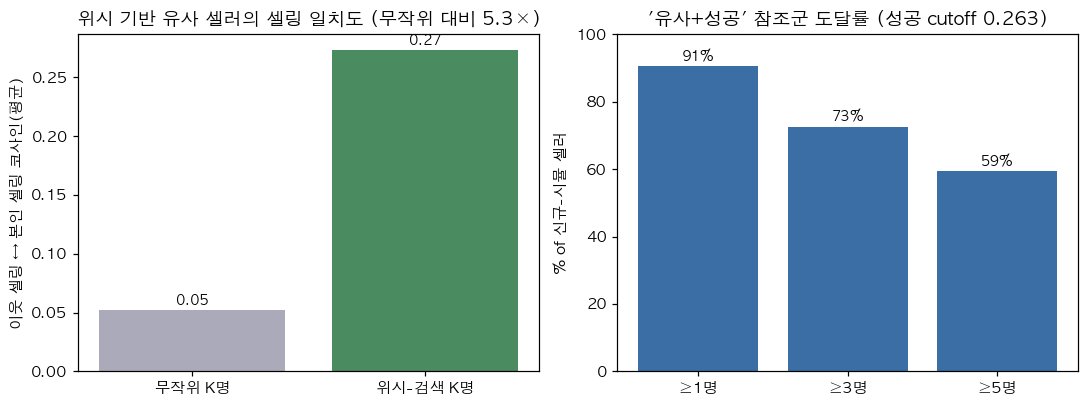 위시 기반 유사 셀러의 셀링 일치도 (무작위 대비 5.3×)
이웃 셀링 ↔ 본인 셀링 코사인(평균)
0.25
0.20
0.15
0.10
0.05
0.00
0.05
0.27
무작위 K명
위시-검색 K명
'유사+성공' 참조군 도달률 (성공 cutoff 0.263)
% of 신규-시뮬 셀러
100
80
60
40
20
0
91%
73%
59%
≥1명
≥3명
≥5명